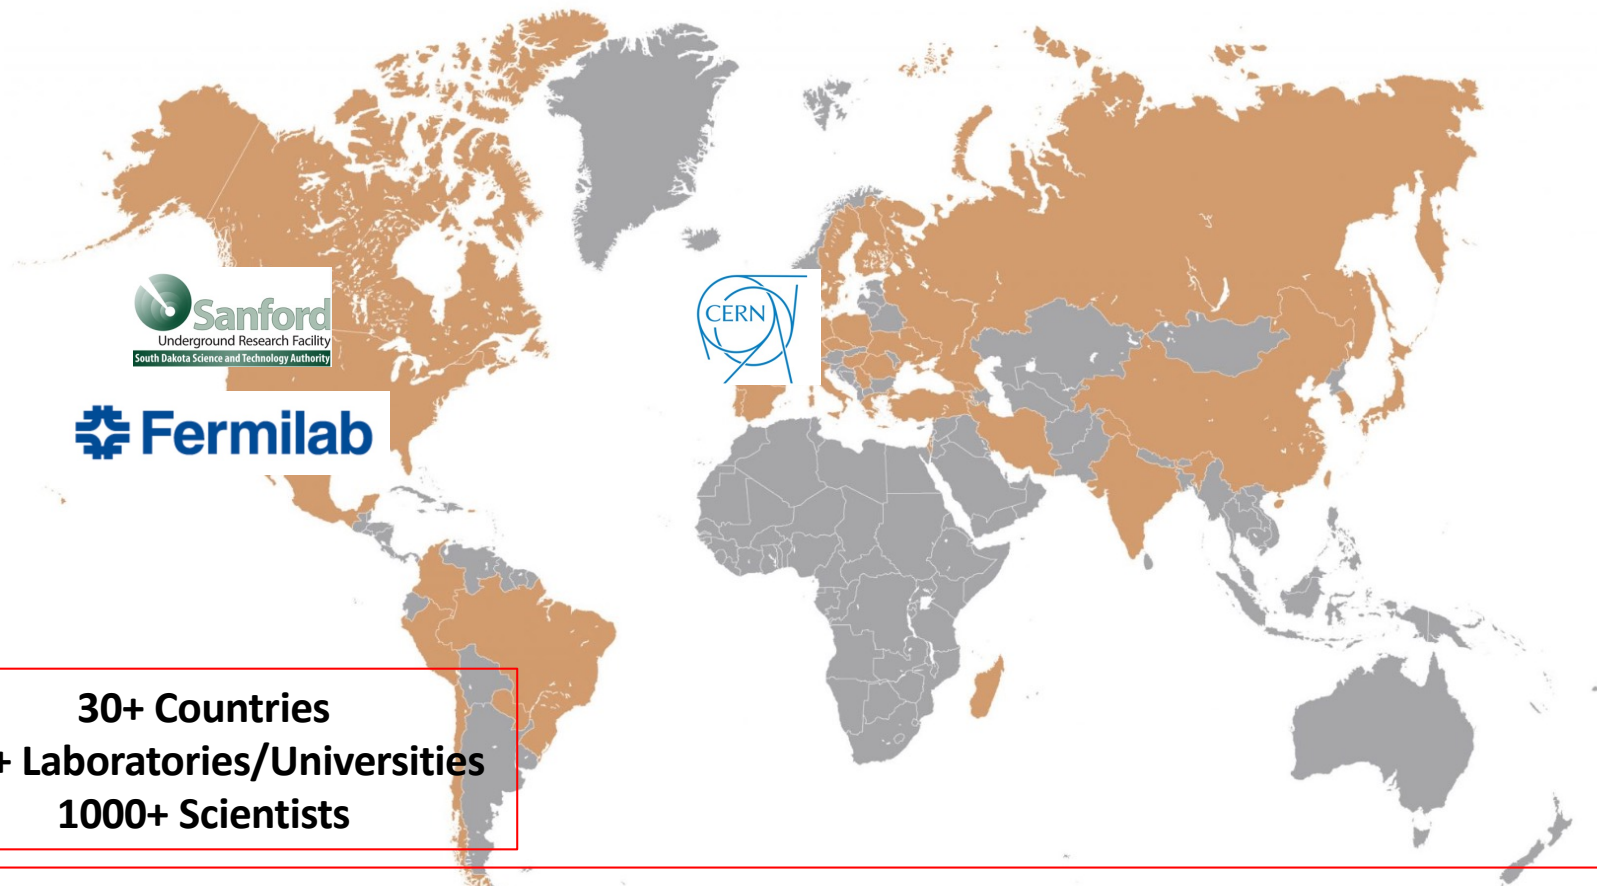 Sanford
Underground Research Facility
South Dakota Science and Technology Authority
CERN
Fermilab
30+ Countries
+ Laboratories/Universities
1000+ Scientists